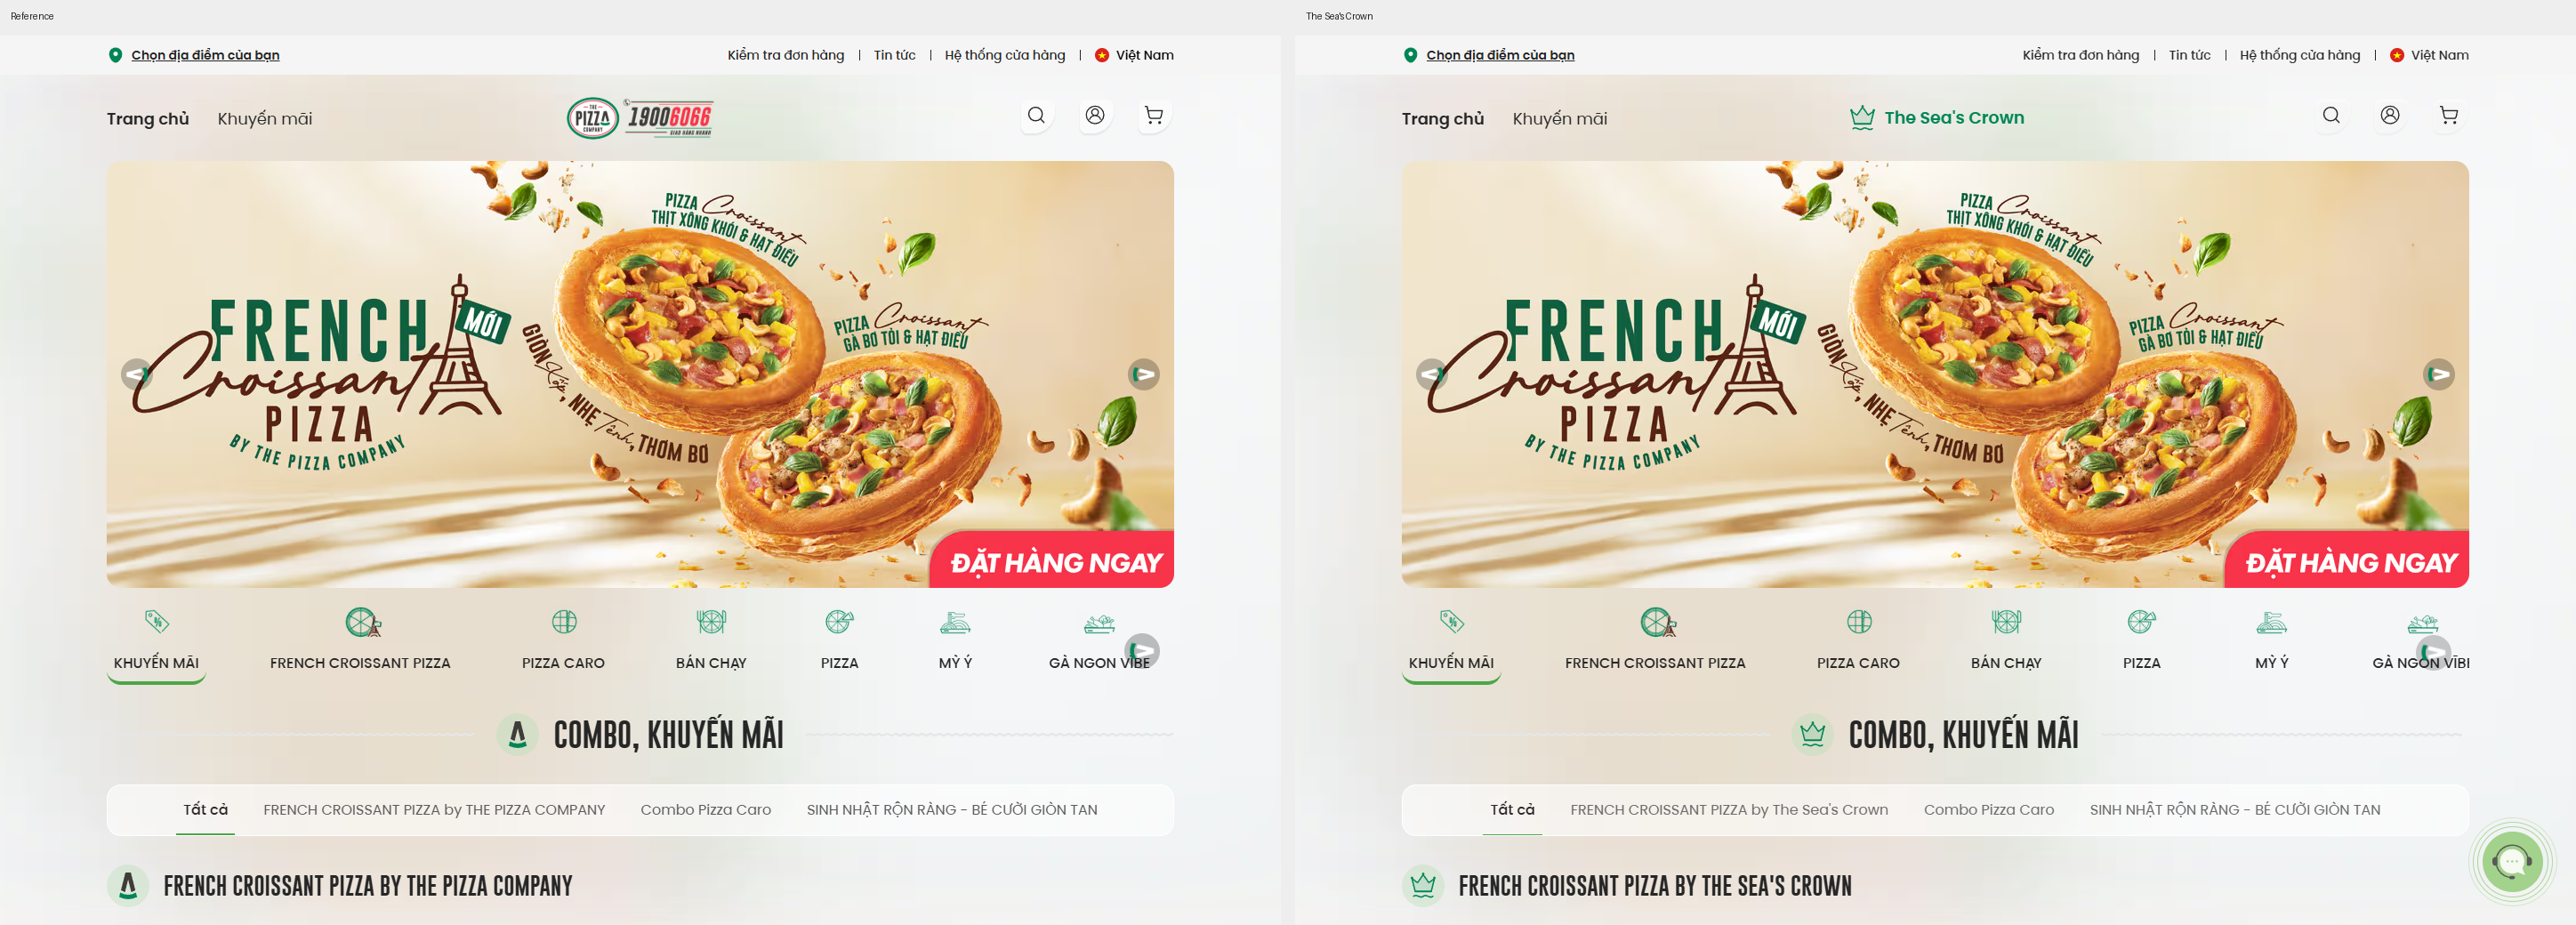 Reference
Chọn địa điểm của bạn
Kiểm tra đơn hàng
Tin tức
Hệ thống cửa hàng
Việt Nam
Trang chủ
Khuyến mãi
THE PIZZA COMPANY
19006066
GIAO HÀNG NHANH
PIZZA Croissant
THỊT XÔNG KHÓI & HẠT ĐIỀU
PIZZA Croissant
GÀ BƠ TỎI & HẠT ĐIỀU
FRENCH
MỚI
Croissant
PIZZA
BY THE PIZZA COMPANY
GIÒN Xốp, NHẸ Tênh, THƠM BƠ
ĐẶT HÀNG NGAY
KHUYẾN MÃI
FRENCH CROISSANT PIZZA
PIZZA CARO
BÁN CHẠY
PIZZA
MỲ Ý
GÀ NGON VIBE
COMBO, KHUYẾN MÃI
Tất cả
FRENCH CROISSANT PIZZA by THE PIZZA COMPANY
Combo Pizza Caro
SINH NHẬT RỘN RÀNG - BÉ CƯỜI GIÒN TAN
FRENCH CROISSANT PIZZA BY THE PIZZA COMPANY
The Sea's Crown
Chọn địa điểm của bạn
Kiểm tra đơn hàng
Tin tức
Hệ thống cửa hàng
Việt Nam
Trang chủ
Khuyến mãi
The Sea's Crown
PIZZA Croissant
THỊT XÔNG KHÓI & HẠT ĐIỀU
PIZZA Croissant
GÀ BƠ TỎI & HẠT ĐIỀU
FRENCH
MỚI
Croissant
PIZZA
BY THE PIZZA COMPANY
GIÒN Xốp, NHẸ Tênh, THƠM BƠ
ĐẶT HÀNG NGAY
KHUYẾN MÃI
FRENCH CROISSANT PIZZA
PIZZA CARO
BÁN CHẠY
PIZZA
MỲ Ý
GÀ NGON VIBI
COMBO, KHUYẾN MÃI
Tất cả
FRENCH CROISSANT PIZZA by The Sea's Crown
Combo Pizza Caro
SINH NHẬT RỘN RÀNG - BÉ CƯỜI GIÒN TAN
FRENCH CROISSANT PIZZA BY THE SEA'S CROWN